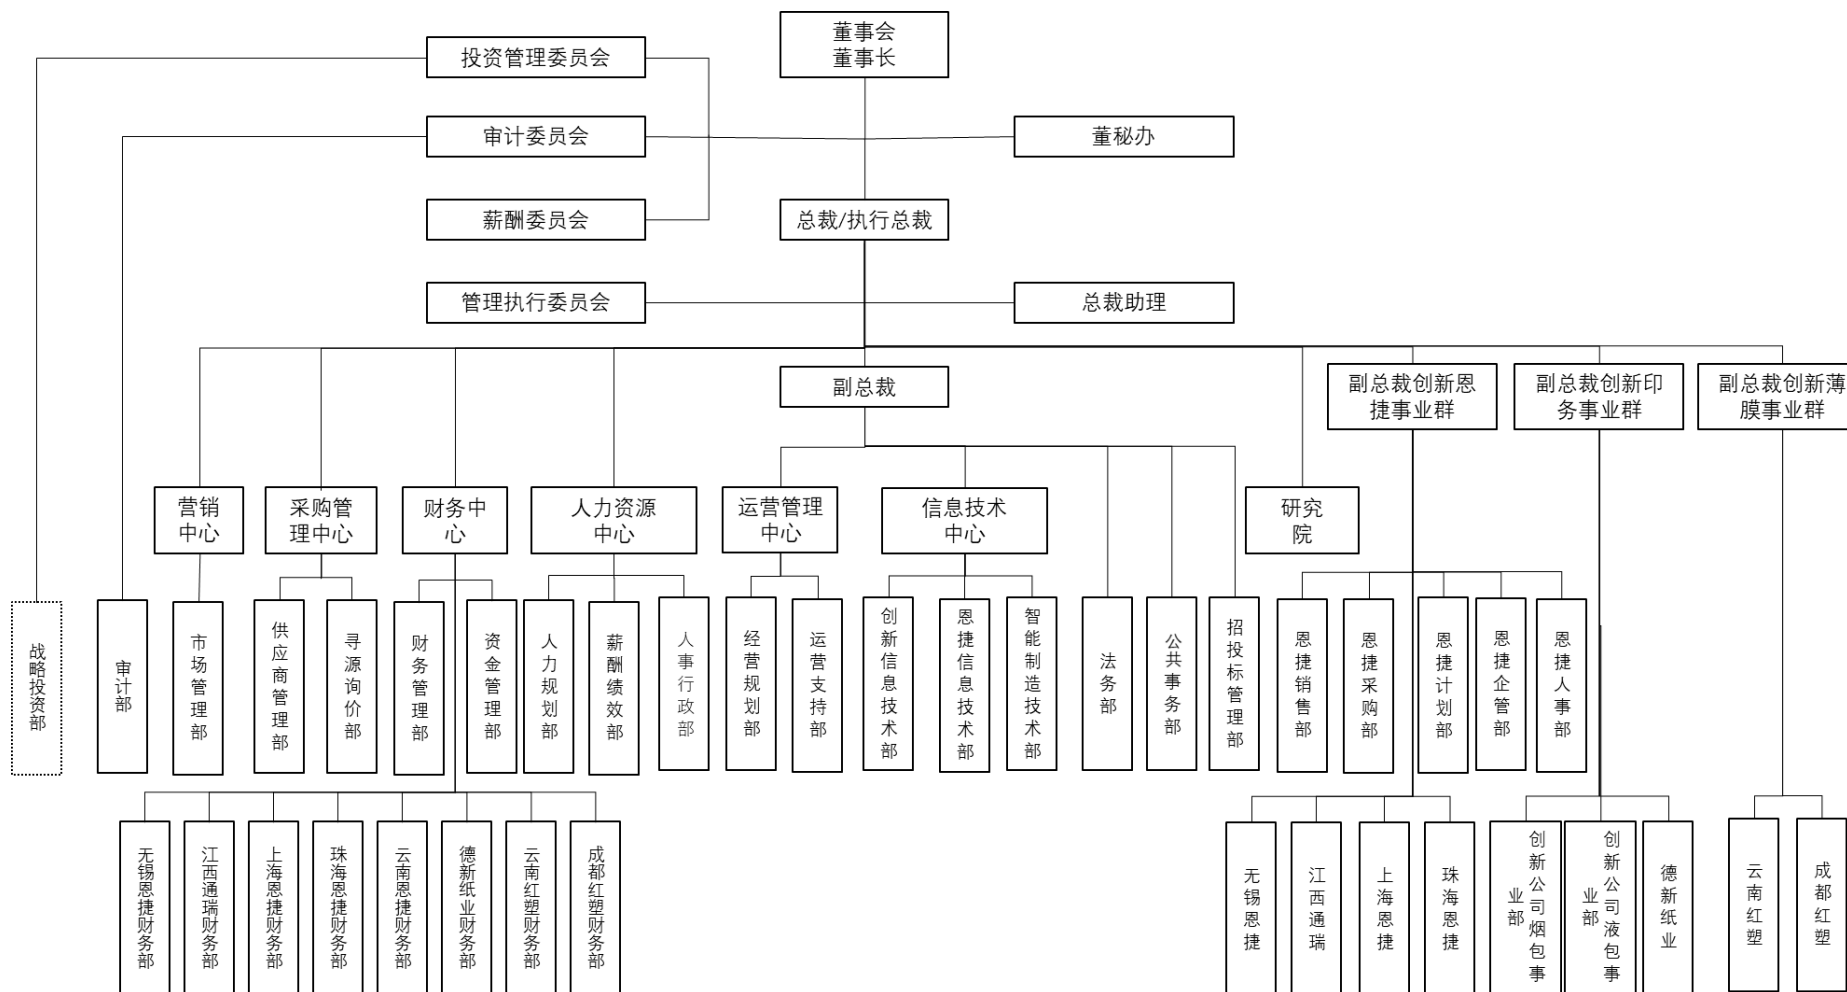 董事会
董事长
投资管理委员会
审计委员会
董秘办
薪酬委员会
总裁/执行总裁
管理执行委员会
总裁助理
副总裁
副总裁创新恩
捷事业群
副总裁创新印
务事业群
副总裁创新薄
膜事业群
营销
中心
采购管
理中心
财务中
心
人力资源
中心
运营管理
中心
信息技术
中心
研究
院
战略投资部
审计部
市场管理部
供应商管理部
寻源询价部
财务管理部
资金管理部
人力规划部
薪酬绩效部
人事行政部
经营规划部
运营支持部
创新信息技术部
恩捷信息技术部
智能制造技术部
法务部
公共事务部
招投标管理部
恩捷销售部
恩捷采购部
恩捷计划部
恩捷企管部
恩捷人事部
无锡恩捷财务部
江西通瑞财务部
上海恩捷财务部
珠海恩捷财务部
云南恩捷财务部
德新纸业财务部
云南红塑财务部
成都红塑财务部
无锡恩捷
江西通瑞
上海恩捷
珠海恩捷
创新公司烟包事
业部
创新公司液包事
业部
德新纸业
云南红塑
成都红塑